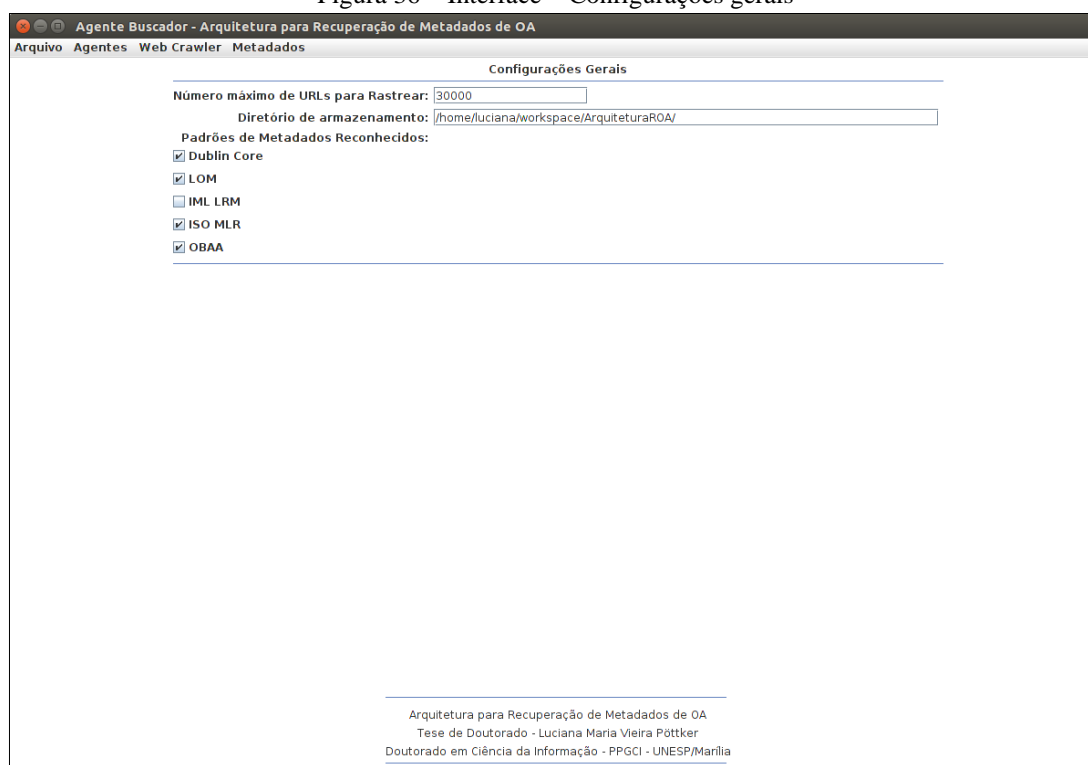 Figura 36 – Interface – Configurações gerais
Agente Buscador - Arquitetura para Recuperação de Metadados de OA
Arquivo Agentes Web Crawler Metadados
Configurações Gerais
Número máximo de URLs para Rastrear: 30000
Diretório de armazenamento: /home/luciana/workspace/ArquiteturaROA/
Padrões de Metadados Reconhecidos:
Dublin Core
LOM
IML LRM
ISO MLR
OBAA
Arquitetura para Recuperação de Metadados de OA
Tese de Doutorado - Luciana Maria Vieira Pöttker
Doutorado em Ciência da Informação - PPGCI - UNESP/Marília